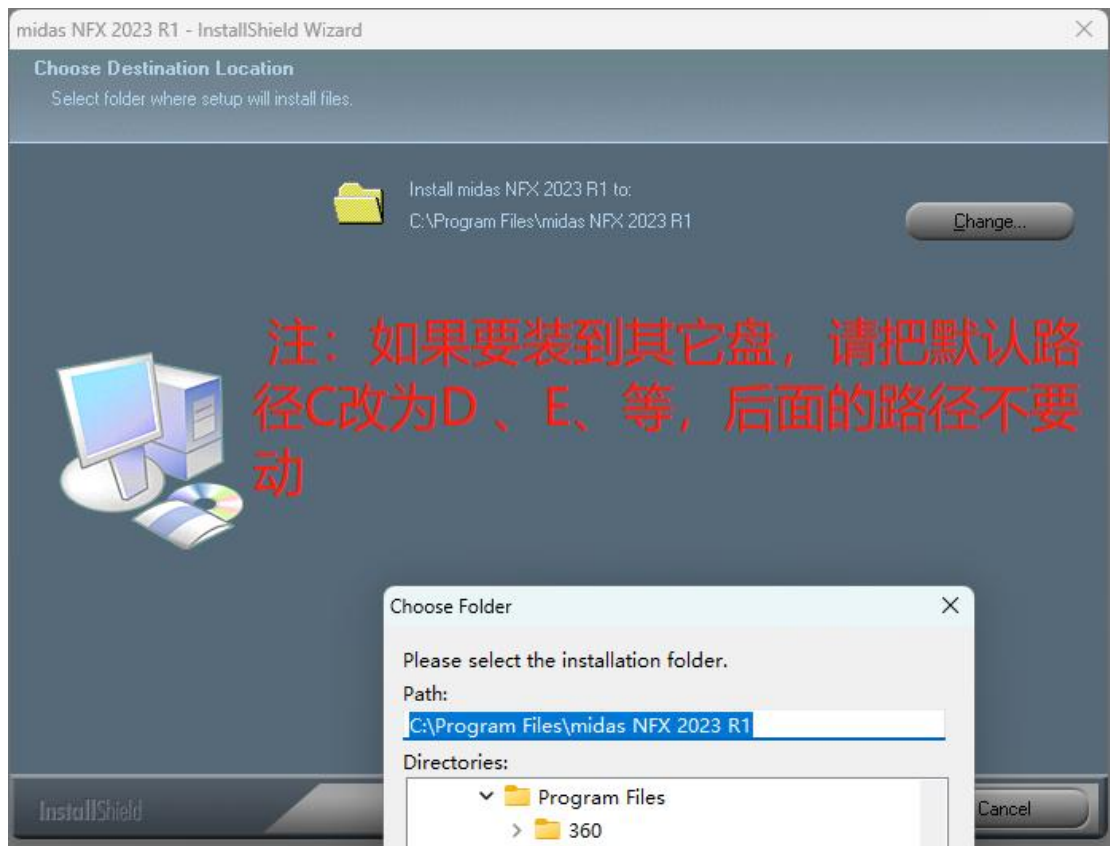 midas NFX 2023 R1 - InstallShield Wizard
Choose Destination Location
Select folder where setup will install files.
Install midas NFX 2023 R1 to:
C:\Program Files\midas NFX 2023 R1
Change...
注：如果要装到其它盘，请把默认路
径C改为D 、E、等，后面的路径不要
动
Choose Folder
Please select the installation folder.
Path:
C:\Program Files\midas NFX 2023 R1
Directories:
Program Files
360
InstallShield
Cancel